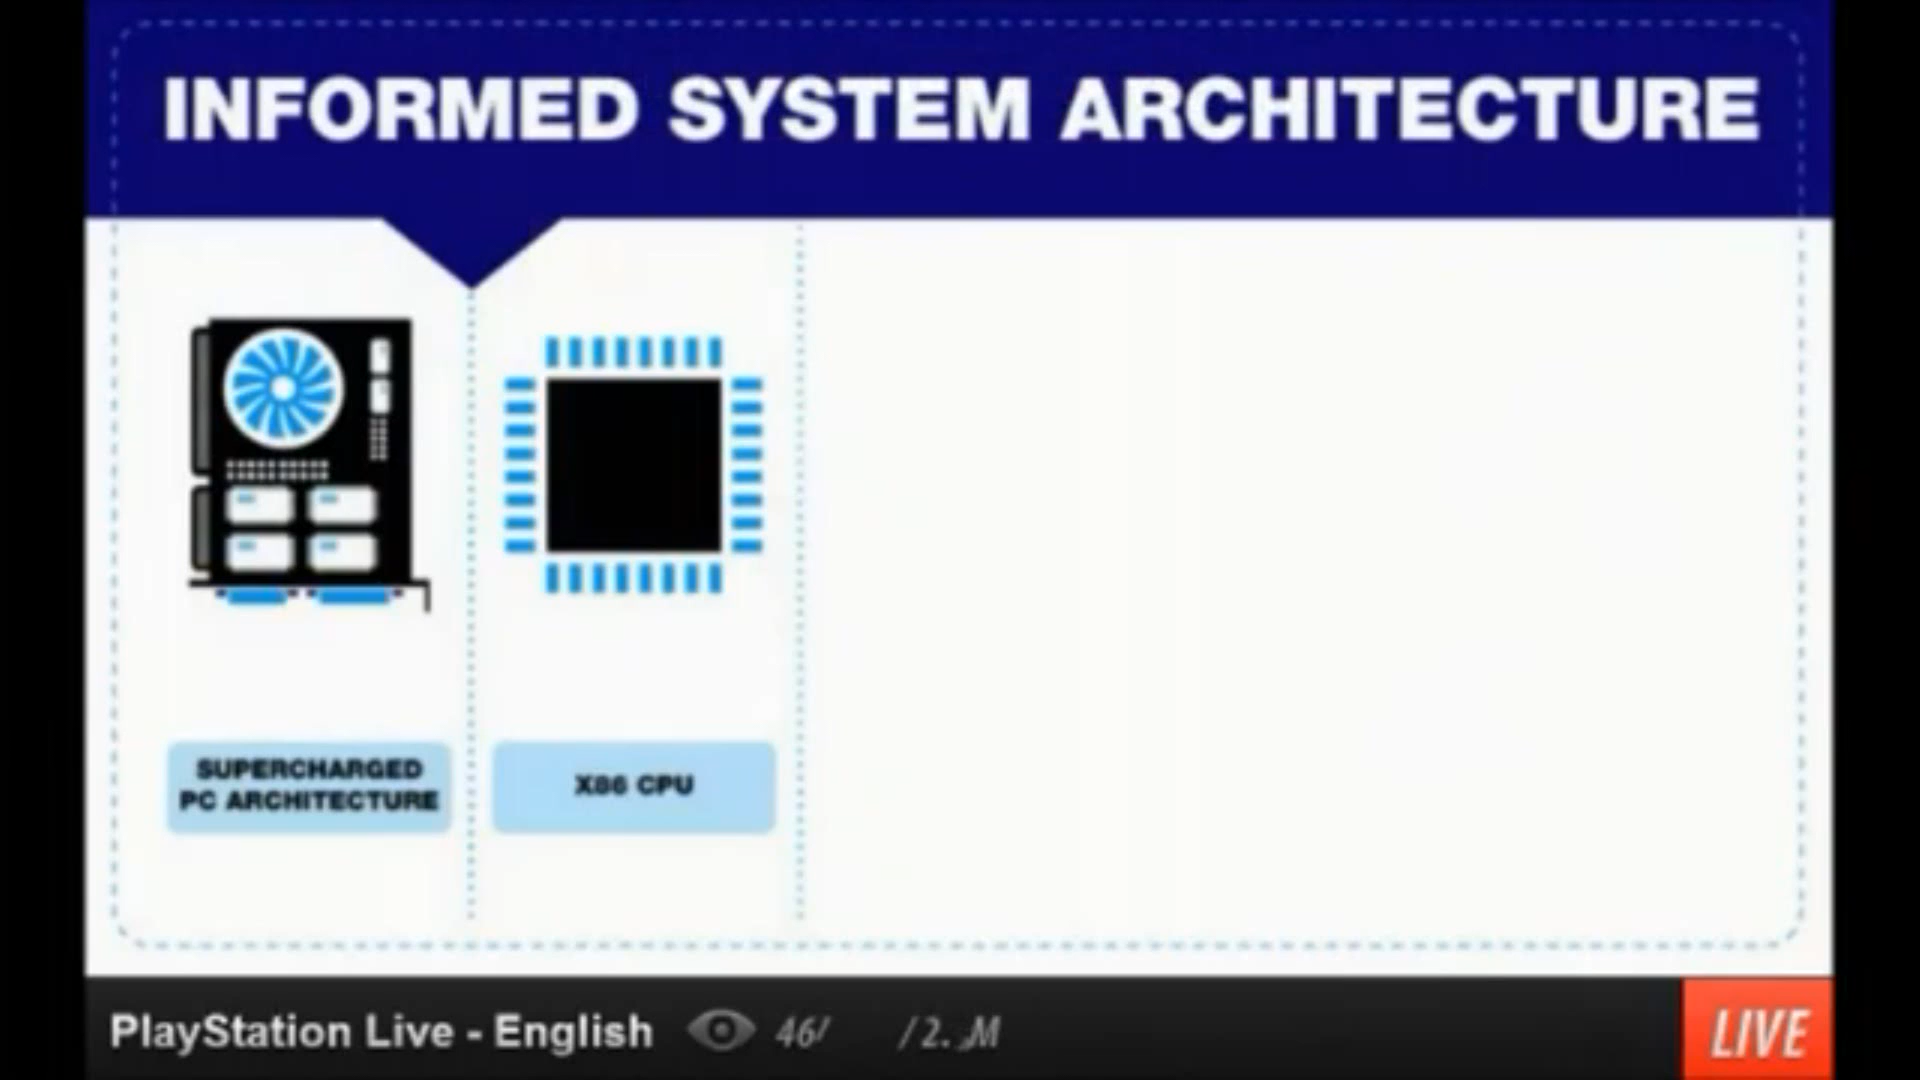 INFORMED SYSTEM ARCHITECTURE
SUPERCHARGED
PC ARCHITECTURE
X86 CPU
PlayStation Live - English
LIVE